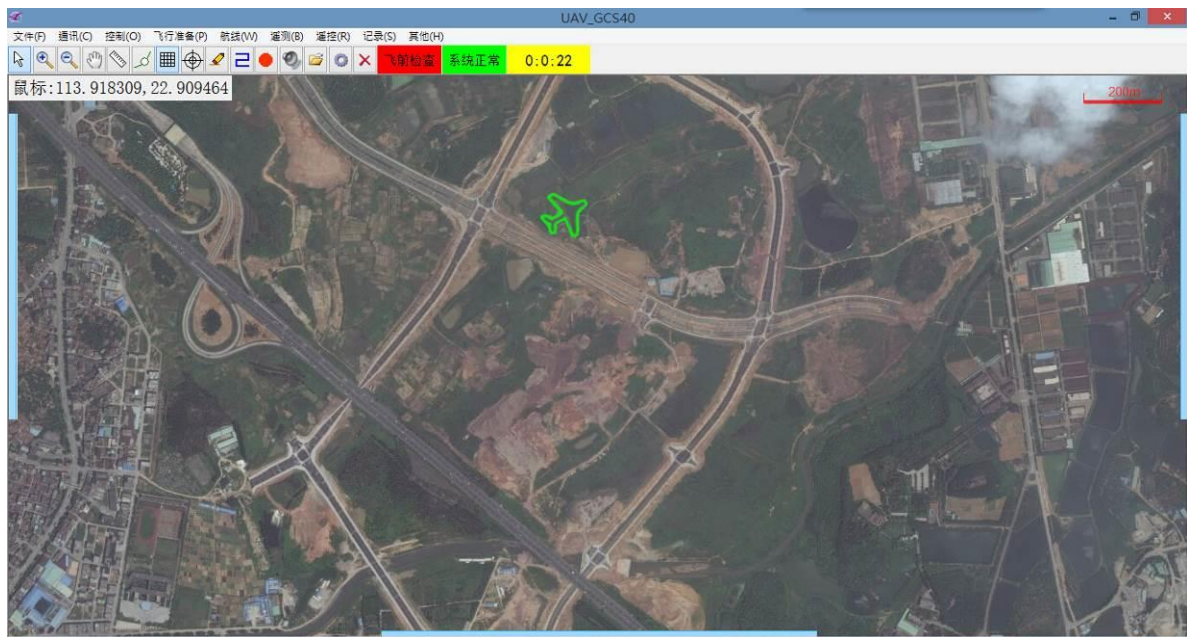 UAV_GCS40
文件(F) 通讯(C) 控制(O) 飞行准备(P) 航线(W) 遥测(B) 遥控(R) 记录(S) 其他(H)
飞前检查 系统正常 0:0:22
鼠标:113.918309,22.909464
200m